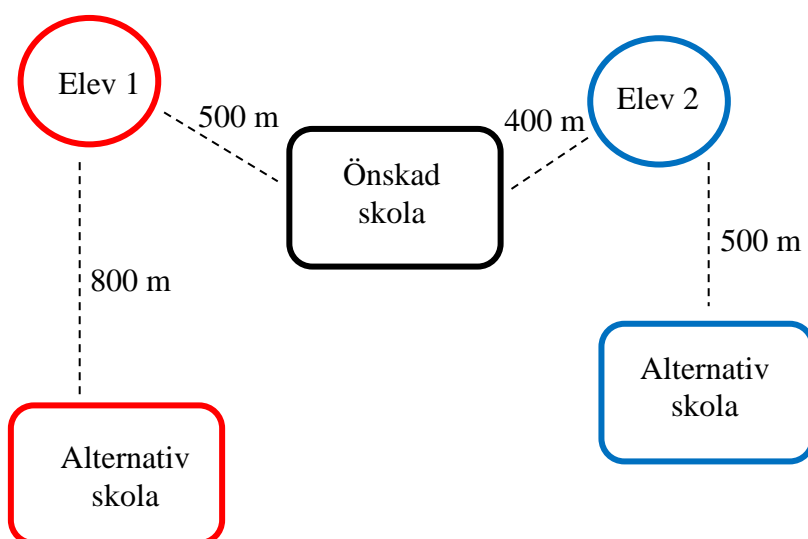 Elev 1
500 m
Önskad
skola
400 m
Elev 2
800 m
500 m
Alternativ
skola
Alternativ
skola